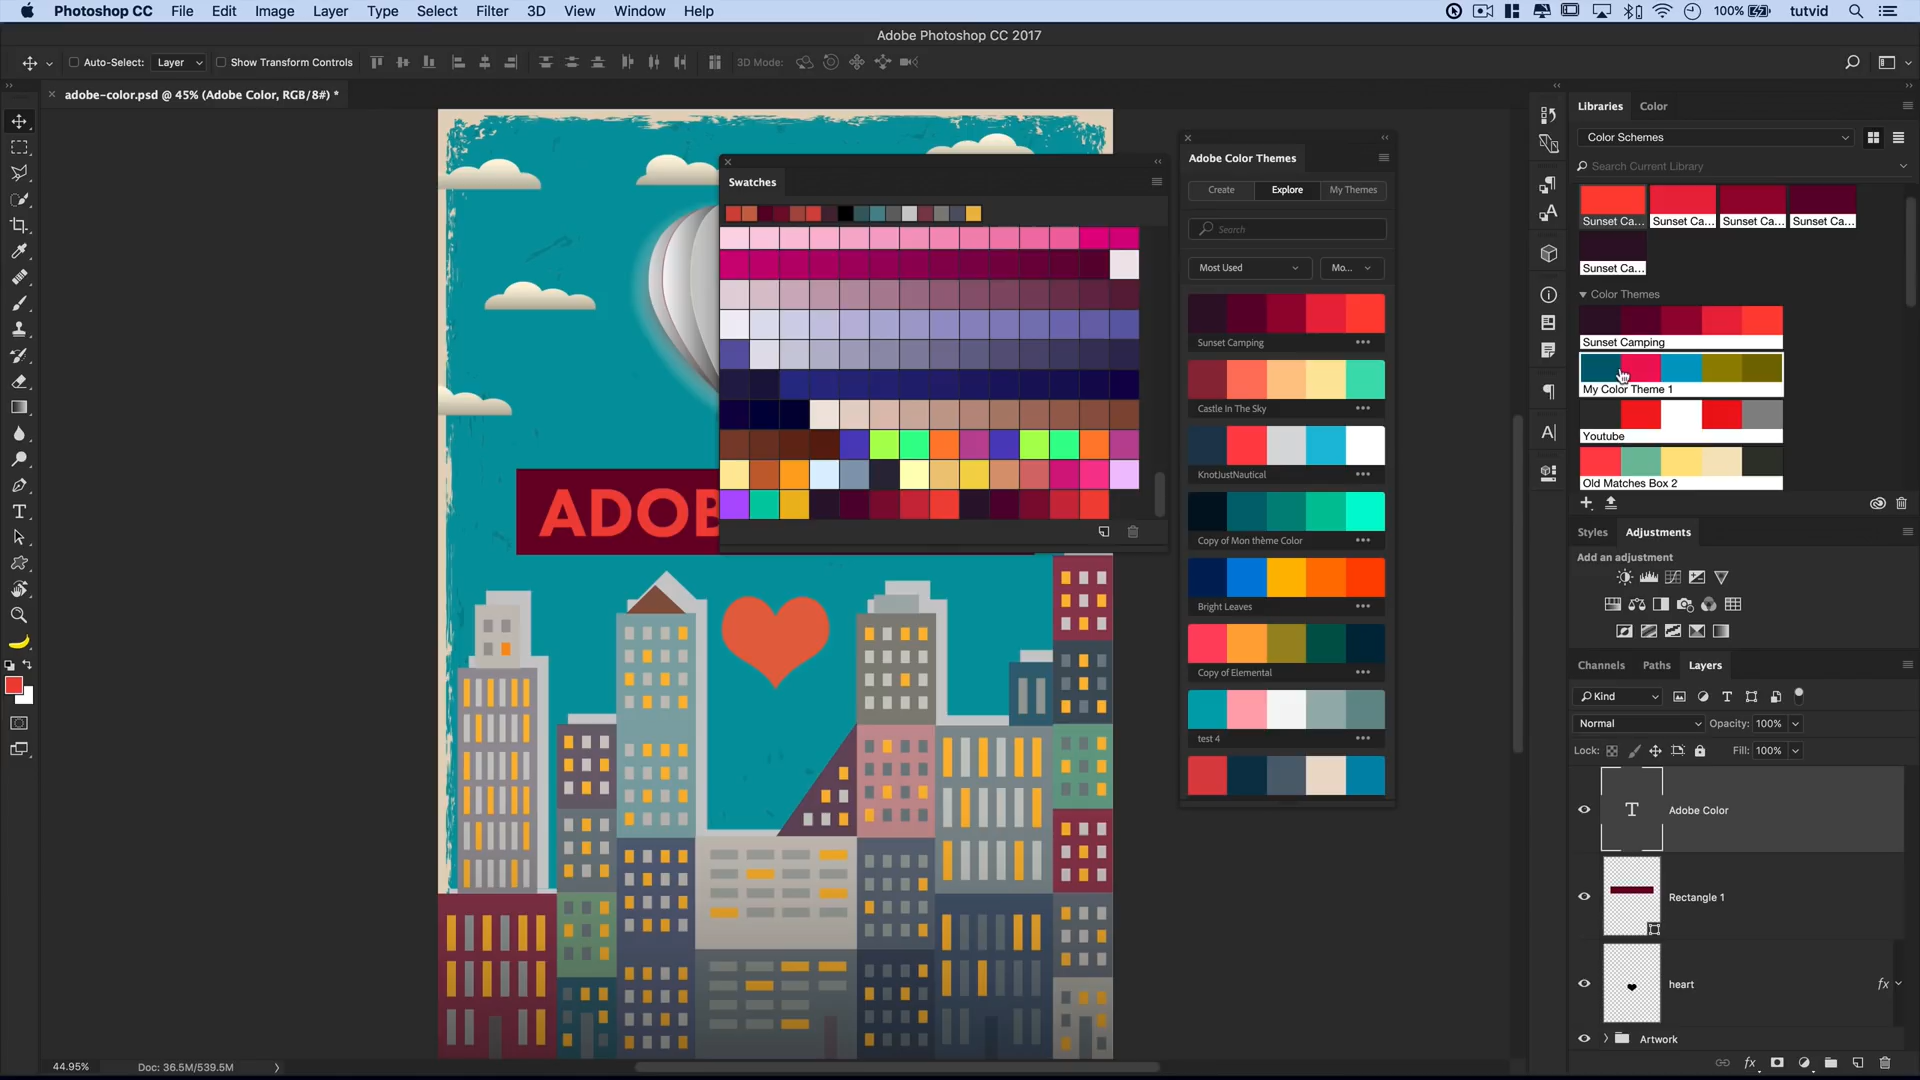 Photoshop CC File Edit Image Layer Type Select Filter 3D View Window Help 100% tutvid
Adobe Photoshop CC 2017
Auto-Select: Layer Show Transform Controls 3D Mode:
adobe-color.psd @ 45% (Adobe Color, RGB/8#) *
ADOB
Swatches
Adobe Color Themes
Create Explore My Themes
Search
Most Used Mo...
Sunset Camping
Castle In The Sky
KnotJustNautical
Copy of Mon thème Color
Bright Leaves
Copy of Elemental
test 4
Libraries Color
Color Schemes
Search Current Library
Sunset Ca... Sunset Ca... Sunset Ca... Sunset Ca...
Sunset Ca...
Color Themes
Sunset Camping
My Color Theme 1
Youtube
Old Matches Box 2
Styles Adjustments
Add an adjustment
Channels Paths Layers
Kind
Normal Opacity: 100%
Lock: Fill: 100%
T Adobe Color
Rectangle 1
heart fx
Artwork
fx
44.95% Doc: 36.5M/539.5M